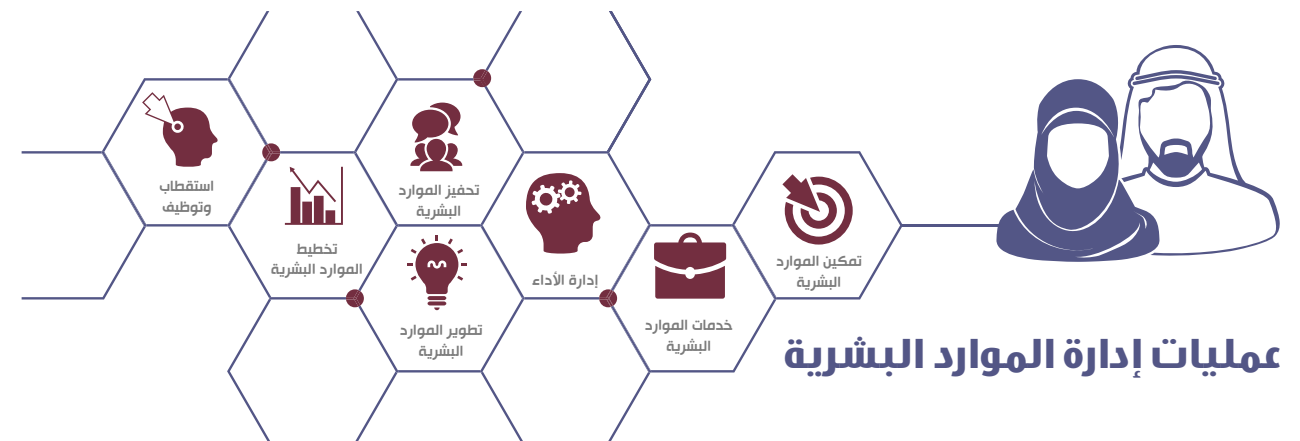 استقطاب
وتوظيف
تخطيط
الموارد البشرية
تحفيز الموارد
البشرية
تطوير الموارد
البشرية
إدارة الأداء
خدمات الموارد
البشرية
تمكين الموارد
البشرية
عمليات إدارة الموارد البشرية